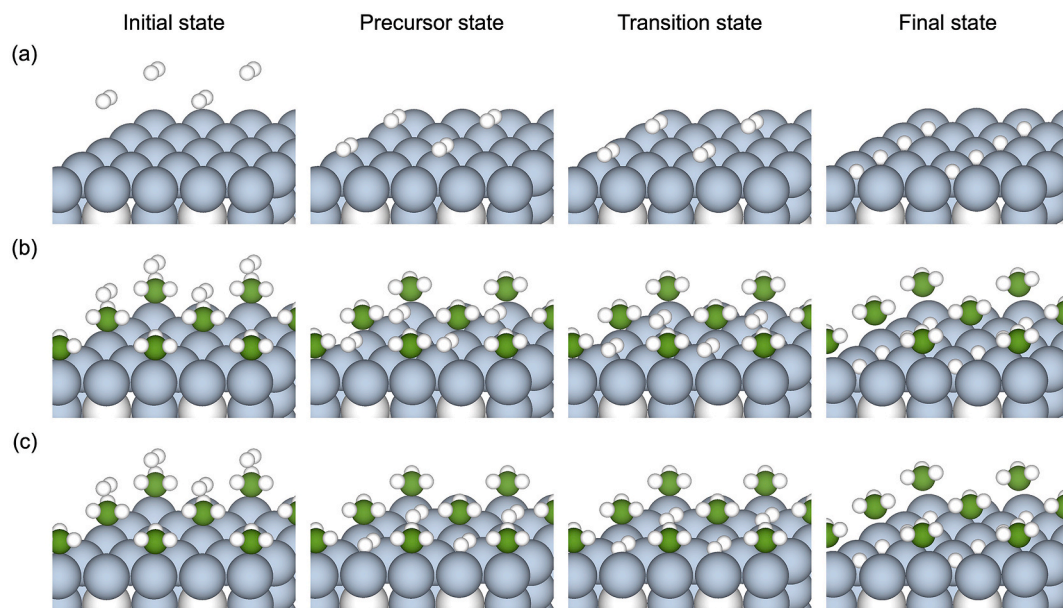 Initial state Precursor state Transition state Final state
(a)
(b)
(c)